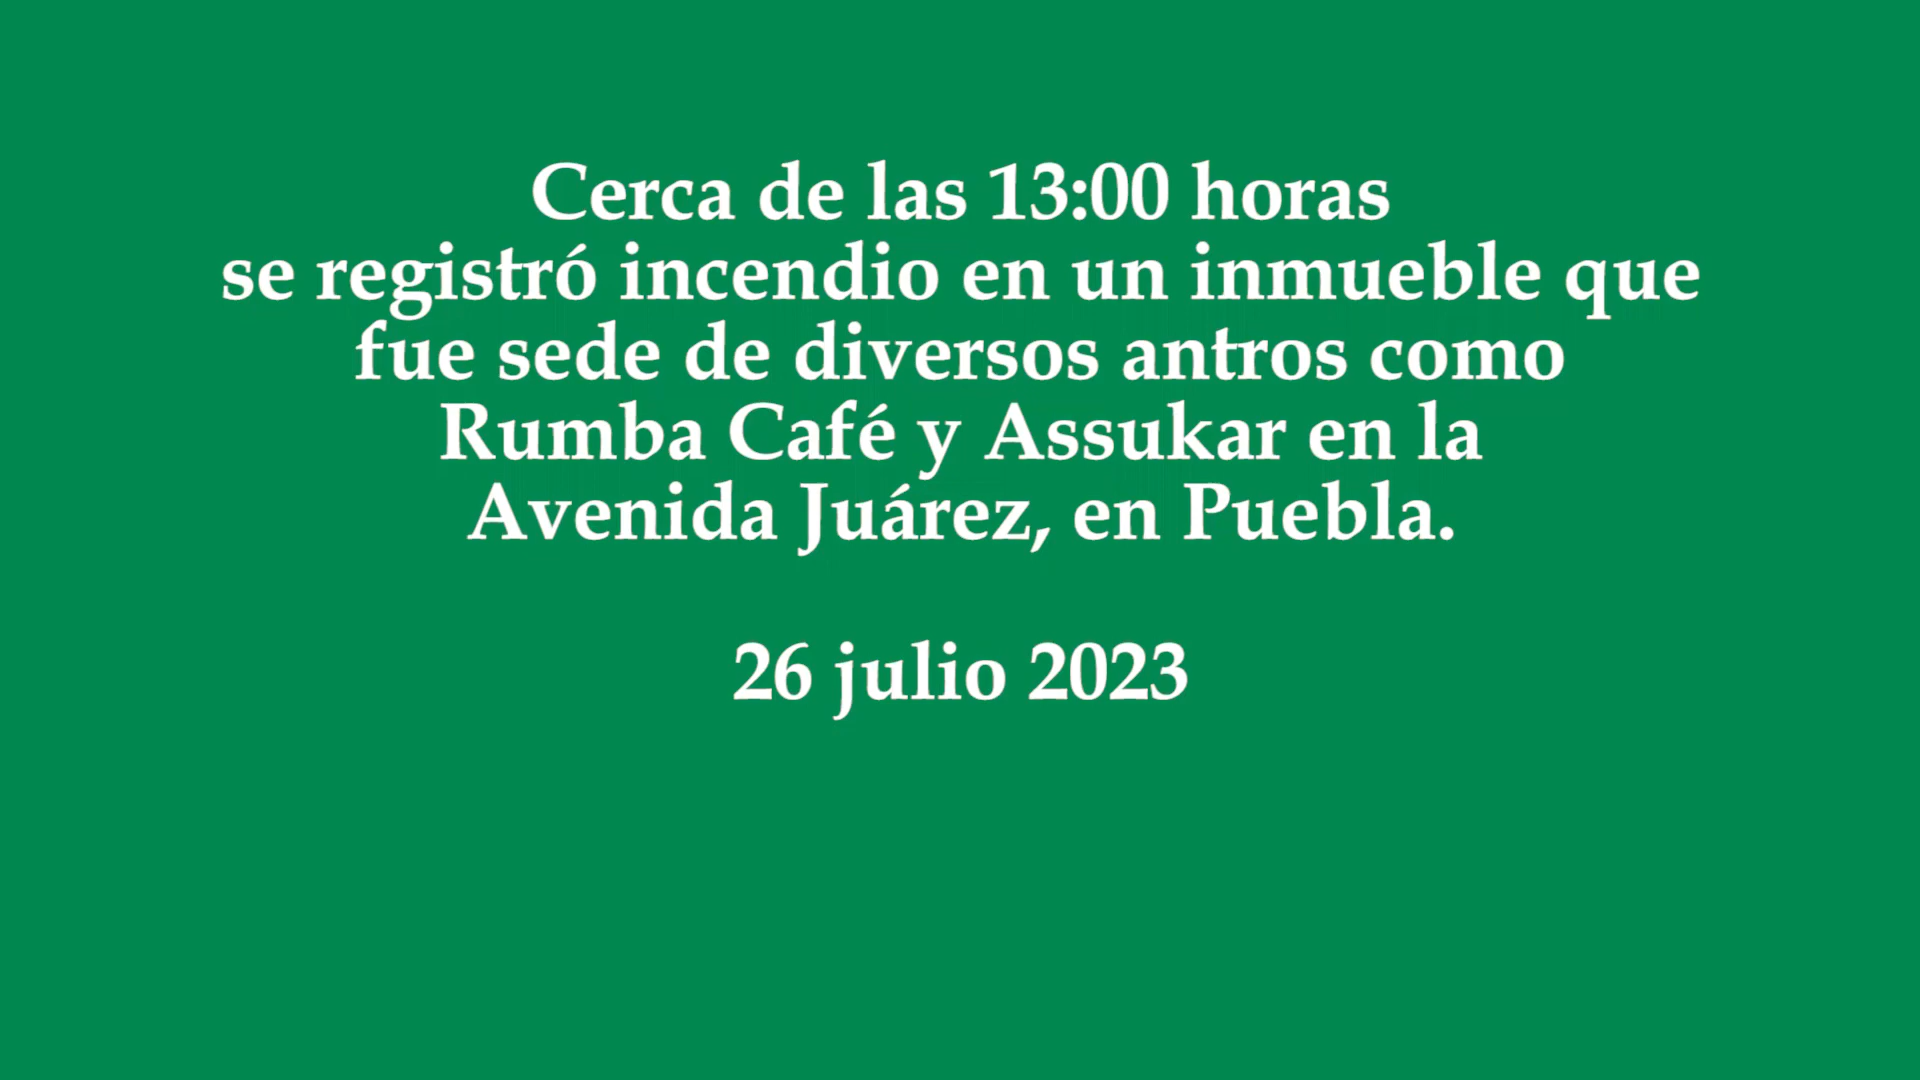 Cerca de las 13:00 horas
se registró incendio en un inmueble que
fue sede de diversos antros como
Rumba Café y Assukar en la
Avenida Juárez, en Puebla.
26 julio 2023